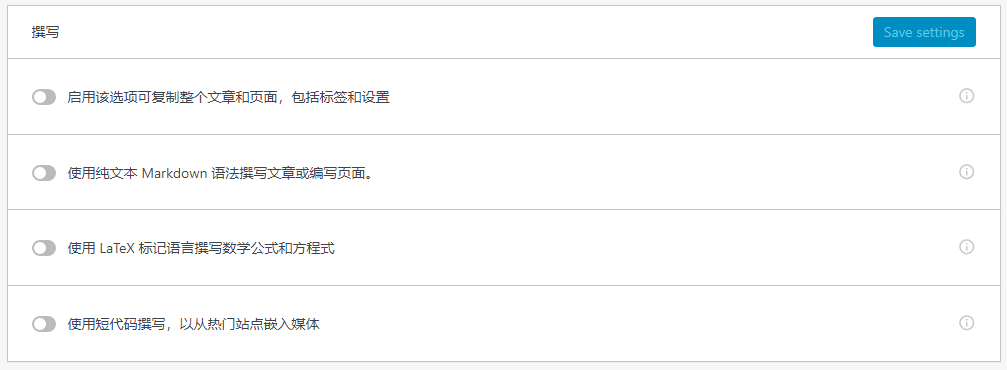 撰写
Save settings
启用该选项可复制整个文章和页面，包括标签和设置
使用纯文本 Markdown 语法撰写文章或编写页面。
使用 LaTeX 标记语言撰写数学公式和方程式
使用短代码撰写，以从热门站点嵌入媒体